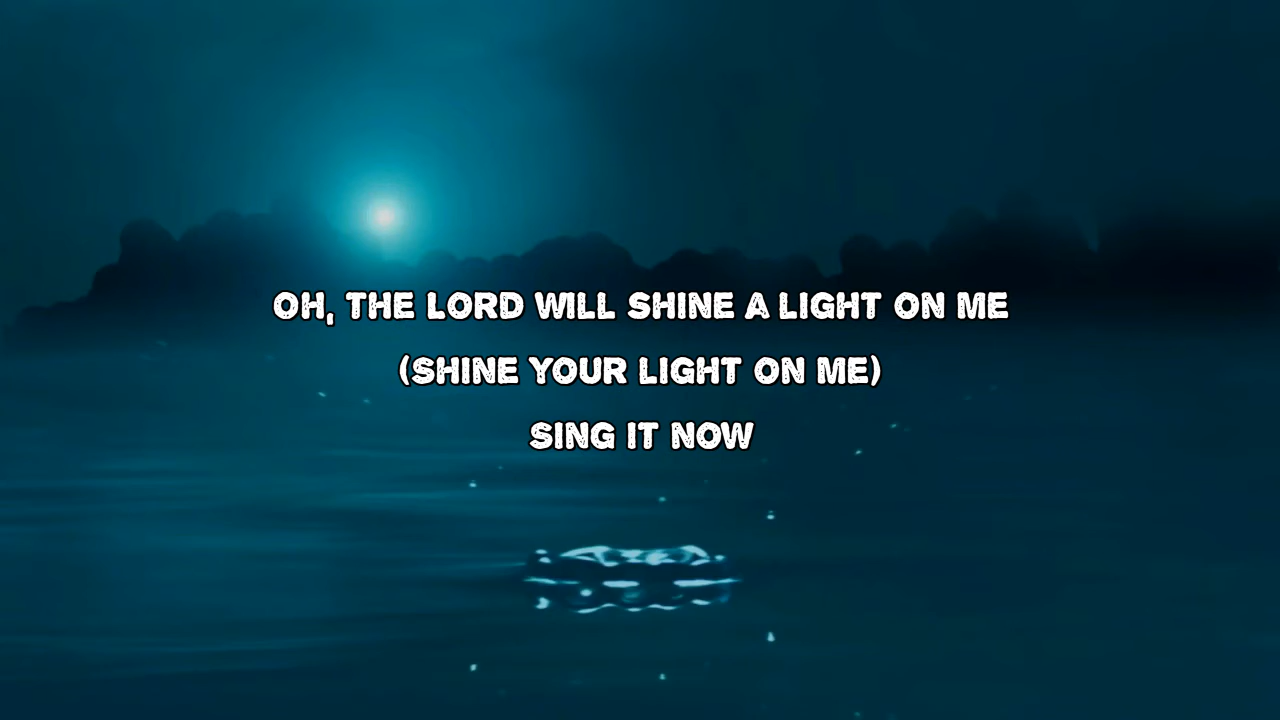 OH, THE LORD WILL SHINE A LIGHT ON ME
(SHINE YOUR LIGHT ON ME)
SING IT NOW